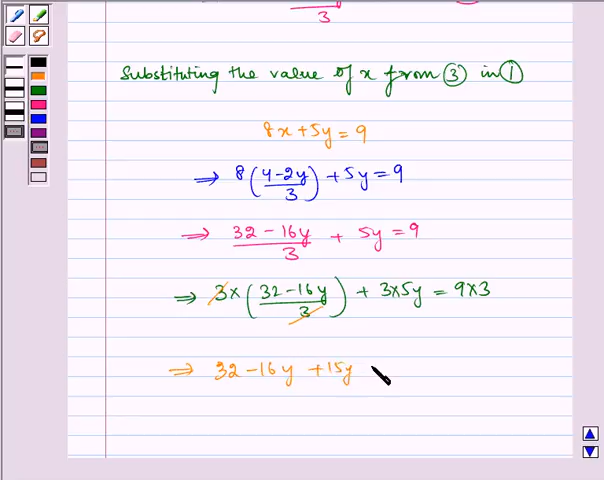 3
Substituting the value of x from ③ in ①
8x + 5y = 9
⇒ 8(4-2y/3) + 5y = 9
⇒ 32 - 16y/3 + 5y = 9
⇒ 3 × (32 - 16y/3) + 3×5y = 9×3
⇒ 32 - 16y + 15y